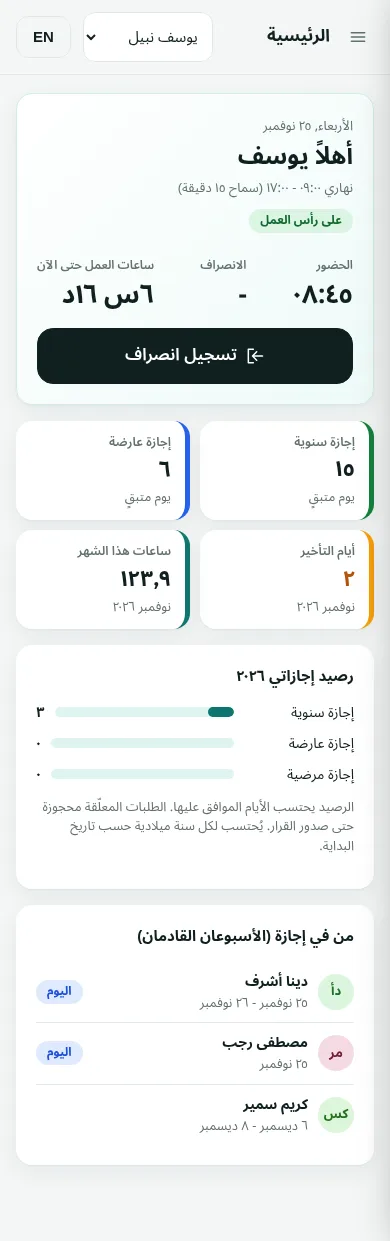 الرئيسية
يوسف نبيل
EN
الأربعاء, ٢٥ نوفمبر
أهلاً يوسف
نهاري ٠٩:٠٠ - ١٧:٠٠ (سماح ١٥ دقيقة)
على رأس العمل
الحضور
٠٨:٤٥
الانصراف
-
ساعات العمل حتى الآن
٦س ١٦د
تسجيل انصراف
إجازة سنوية
١٥
يوم متبقٍ
إجازة عارضة
٦
يوم متبقٍ
أيام التأخير
٢
نوفمبر ٢٠٢٦
ساعات هذا الشهر
١٢٣,٩
نوفمبر ٢٠٢٦
رصيد إجازاتي ٢٠٢٦
إجازة سنوية ٣
إجازة عارضة ٠
إجازة مرضية ٠
الرصيد يحتسب الأيام الموافق عليها. الطلبات المعلّقة محجوزة
حتى صدور القرار. يُحتسب لكل سنة ميلادية حسب تاريخ
البداية.
من في إجازة (الأسبوعان القادمان)
دأ
دينا أشرف
٢٥ نوفمبر - ٢٦ نوفمبر
اليوم
مر
مصطفى رجب
٢٥ نوفمبر
اليوم
كس
كريم سمير
٦ ديسمبر - ٨ ديسمبر